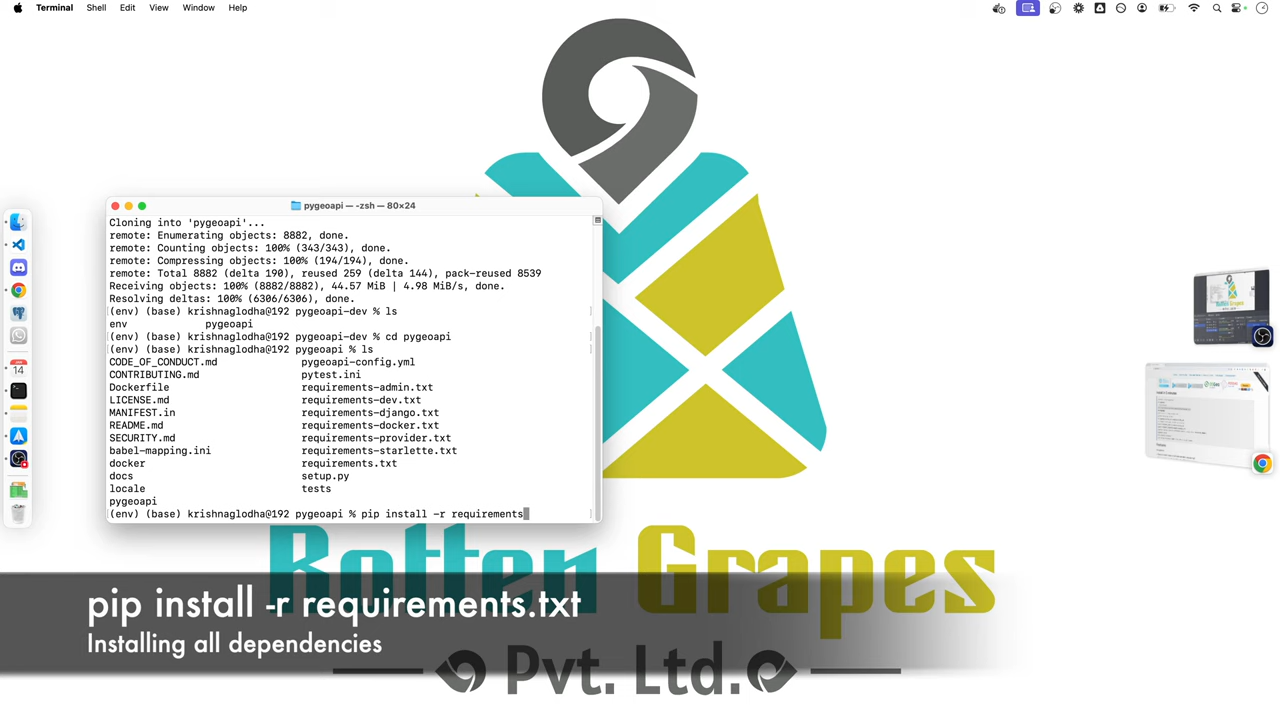 Terminal Shell Edit View Window Help
pygeoapi — -zsh — 80×24
Cloning into 'pygeoapi'...
remote: Enumerating objects: 8882, done.
remote: Counting objects: 100% (343/343), done.
remote: Compressing objects: 100% (194/194), done.
remote: Total 8882 (delta 190), reused 259 (delta 144), pack-reused 8539
Receiving objects: 100% (8882/8882), 44.57 MiB | 4.98 MiB/s, done.
Resolving deltas: 100% (6306/6306), done.
(env) (base) krishnaglodha@192 pygeoapi-dev % ls
env pygeoapi
(env) (base) krishnaglodha@192 pygeoapi-dev % cd pygeoapi
(env) (base) krishnaglodha@192 pygeoapi % ls
CODE_OF_CONDUCT.md pygeoapi-config.yml
CONTRIBUTING.md pytest.ini
Dockerfile requirements-admin.txt
LICENSE.md requirements-dev.txt
MANIFEST.in requirements-django.txt
README.md requirements-docker.txt
SECURITY.md requirements-provider.txt
babel-mapping.ini requirements-starlette.txt
docker requirements.txt
docs setup.py
locale tests
pygeoapi
(env) (base) krishnaglodha@192 pygeoapi % pip install -r requirements
14
Rotten Grapes
Pvt. Ltd.
pip install -r requirements.txt
Installing all dependencies